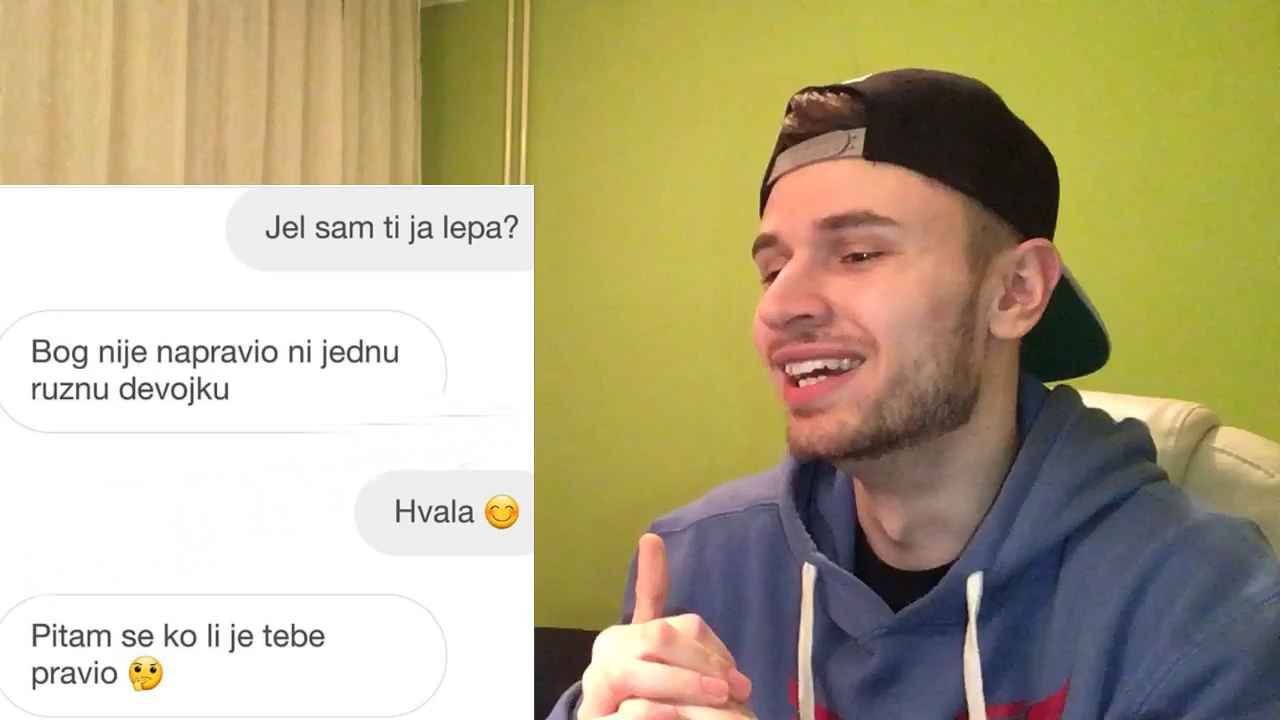 Jel sam ti ja lepa?
Bog nije napravio ni jednu
ruznu devojku
Hvala 😊
Pitam se ko li je tebe
pravio 🤔